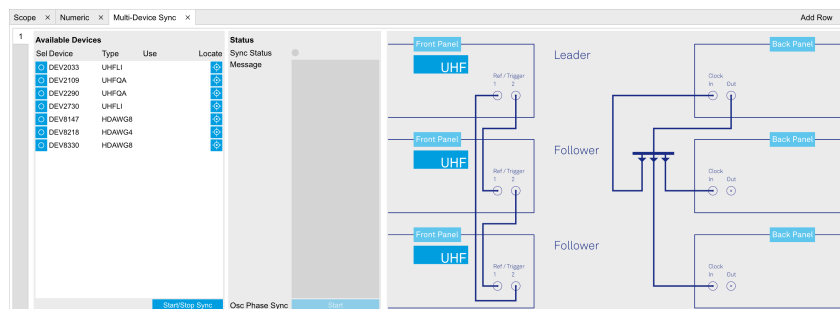 Scope × Numeric × Multi-Device Sync × Add Row
1
Available Devices
Sel Device Type Use Locate
DEV2033 UHFLI
DEV2109 UHFQA
DEV2290 UHFQA
DEV2730 UHFLI
DEV8147 HDAWG8
DEV8218 HDAWG4
DEV8330 HDAWG8
Start/Stop Sync
Status
Sync Status
Message
Osc Phase Sync Start
Front Panel
UHF
Ref / Trigger
1 2
Leader
Back Panel
Clock
In Out
Front Panel
UHF
Ref / Trigger
1 2
Follower
Back Panel
Clock
In Out
Front Panel
UHF
Ref / Trigger
1 2
Follower
Back Panel
Clock
In Out